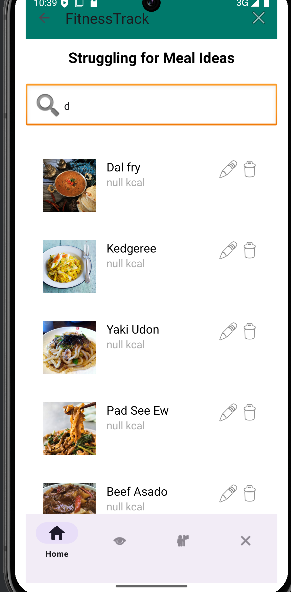 10:39
3G
FitnessTrack
Struggling for Meal Ideas
d
Dal fry
null kcal
Kedgeree
null kcal
Yaki Udon
null kcal
Pad See Ew
null kcal
Beef Asado
null kcal
Home